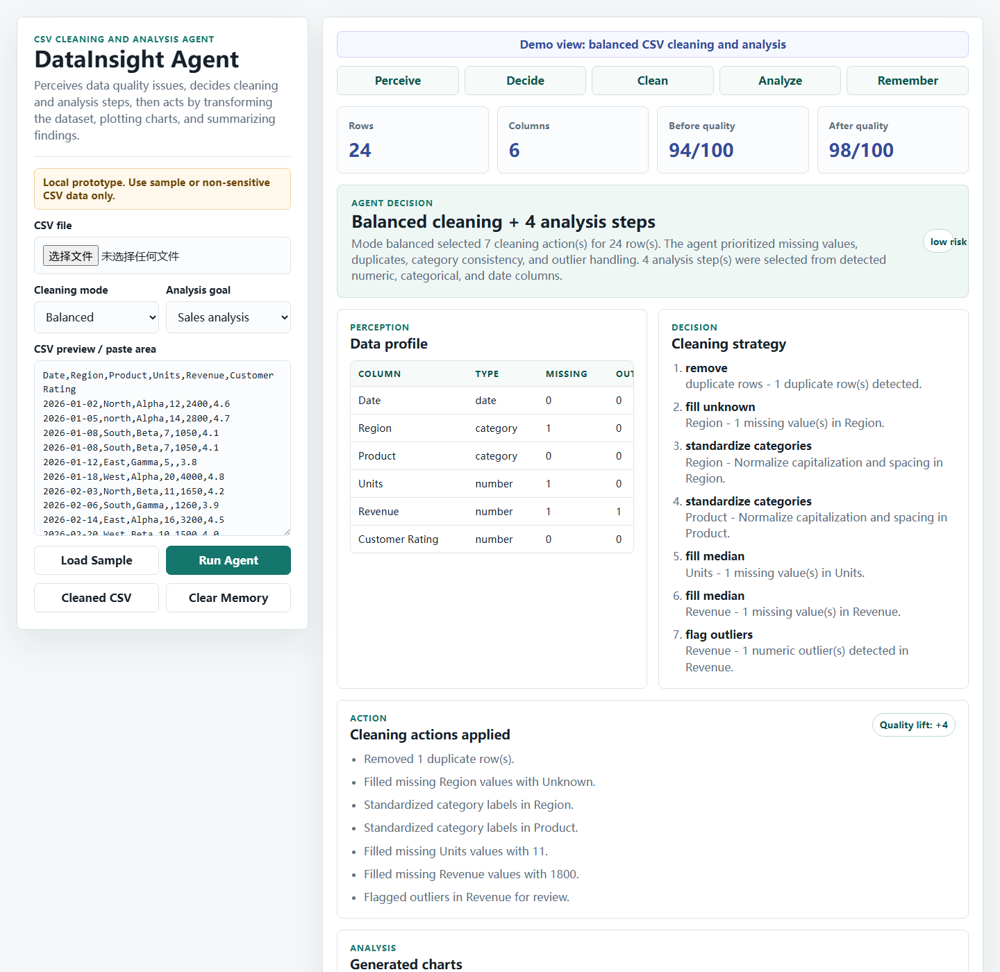 CSV CLEANING AND ANALYSIS AGENT
DataInsight Agent
Perceives data quality issues, decides cleaning
and analysis steps, then acts by transforming
the dataset, plotting charts, and summarizing
findings.
Local prototype. Use sample or non-sensitive
CSV data only.
CSV file
选择文件 未选择任何文件
Cleaning mode
Analysis goal
Balanced
Sales analysis
CSV preview / paste area
Date,Region,Product,Units,Revenue,Customer
Rating
2026-01-02,North,Alpha,12,2400,4.6
2026-01-05,north,Alpha,14,2800,4.7
2026-01-08,South,Beta,7,1050,4.1
2026-01-08,South,Beta,7,1050,4.1
2026-01-12,East,Gamma,5,,3.8
2026-01-18,West,Alpha,20,4000,4.8
2026-02-03,North,Beta,11,1650,4.2
2026-02-06,South,Gamma,,1260,3.9
2026-02-14,East,Alpha,16,3200,4.5
2026-02-20,West,Beta,10,1500,4.0
Load Sample
Run Agent
Cleaned CSV
Clear Memory
Demo view: balanced CSV cleaning and analysis
Perceive
Decide
Clean
Analyze
Remember
Rows
24
Columns
6
Before quality
94/100
After quality
98/100
AGENT DECISION
Balanced cleaning + 4 analysis steps
Mode balanced selected 7 cleaning action(s) for 24 row(s). The agent prioritized missing values,
duplicates, category consistency, and outlier handling. 4 analysis step(s) were selected from detected
numeric, categorical, and date columns.
low risk
PERCEPTION
Data profile
COLUMN TYPE MISSING OUT
Date date 0 0
Region category 1 0
Product category 0 0
Units number 1 0
Revenue number 1 1
Customer Rating number 0 0
DECISION
Cleaning strategy
1. remove
duplicate rows - 1 duplicate row(s) detected.
2. fill unknown
Region - 1 missing value(s) in Region.
3. standardize categories
Region - Normalize capitalization and spacing in
Region.
4. standardize categories
Product - Normalize capitalization and spacing in
Product.
5. fill median
Units - 1 missing value(s) in Units.
6. fill median
Revenue - 1 missing value(s) in Revenue.
7. flag outliers
Revenue - 1 numeric outlier(s) detected in
Revenue.
ACTION
Cleaning actions applied
Quality lift: +4
• Removed 1 duplicate row(s).
• Filled missing Region values with Unknown.
• Standardized category labels in Region.
• Standardized category labels in Product.
• Filled missing Units values with 11.
• Filled missing Revenue values with 1800.
• Flagged outliers in Revenue for review.
ANALYSIS
Generated charts